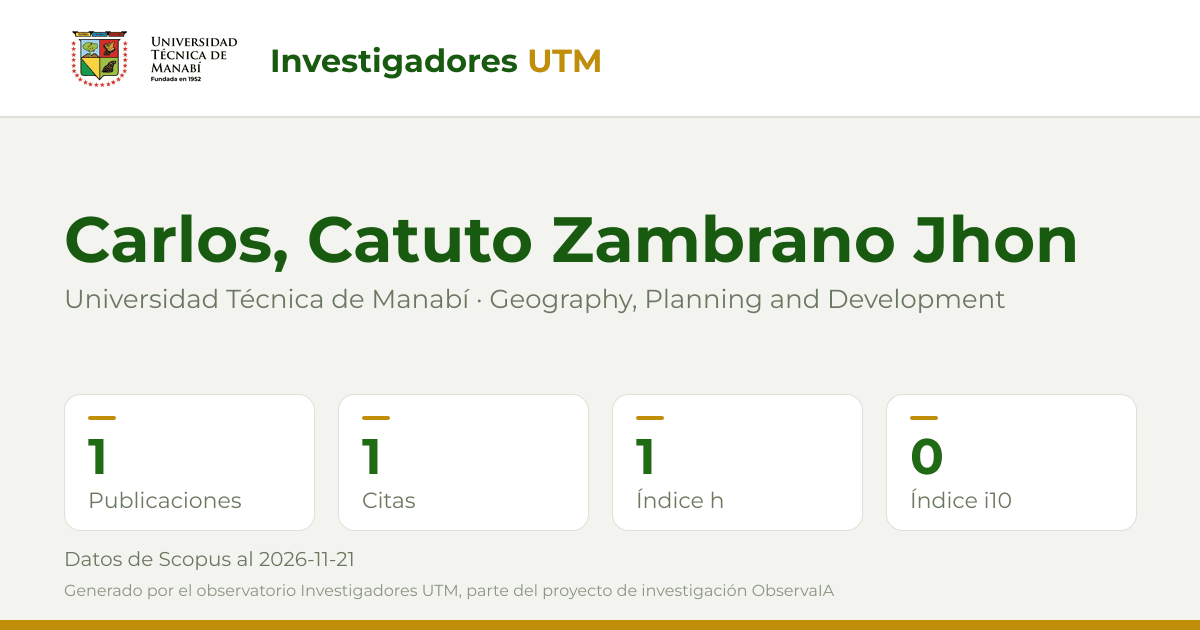 UNIVERSIDAD
TÉCNICA DE
MANABÍ
Fundada en 1952
Investigadores UTM
Carlos, Catuto Zambrano Jhon
Universidad Técnica de Manabí · Geography, Planning and Development
1
Publicaciones
1
Citas
1
Índice h
0
Índice i10
Datos de Scopus al 2026-11-21
Generado por el observatorio Investigadores UTM, parte del proyecto de investigación ObservaIA